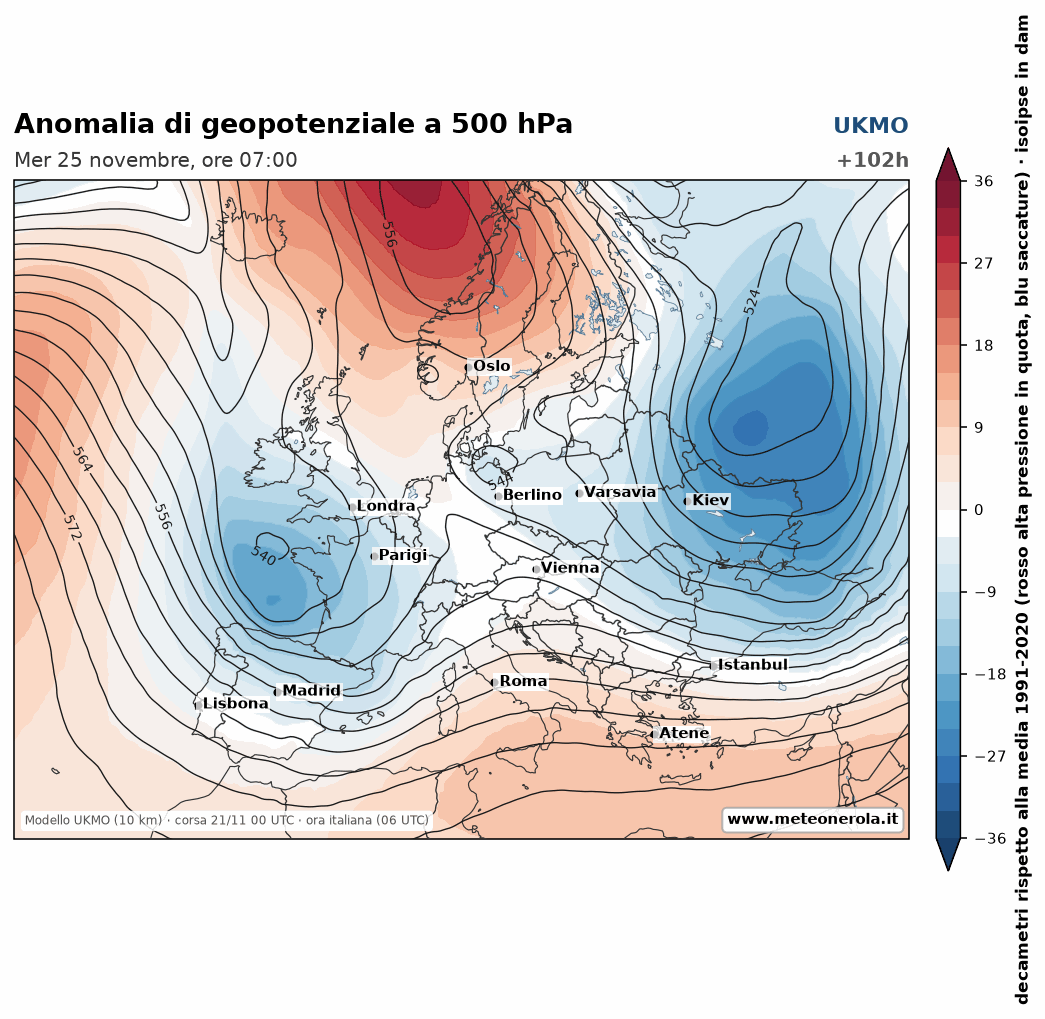 Anomalia di geopotenziale a 500 hPa
UKMO
Mer 25 novembre, ore 07:00
+102h
556
524
Oslo
564
572
556
540
544
Londra
Parigi
Berlino
Varsavia
Kiev
Vienna
Istanbul
Roma
Madrid
Lisbona
Atene
Modello UKMO (10 km) · corsa 21/11 00 UTC · ora italiana (06 UTC)
www.meteonerola.it
36
27
18
9
0
−9
−18
−27
−36
decametri rispetto alla media 1991-2020 (rosso alta pressione in quota, blu saccature) · isoipse in dam